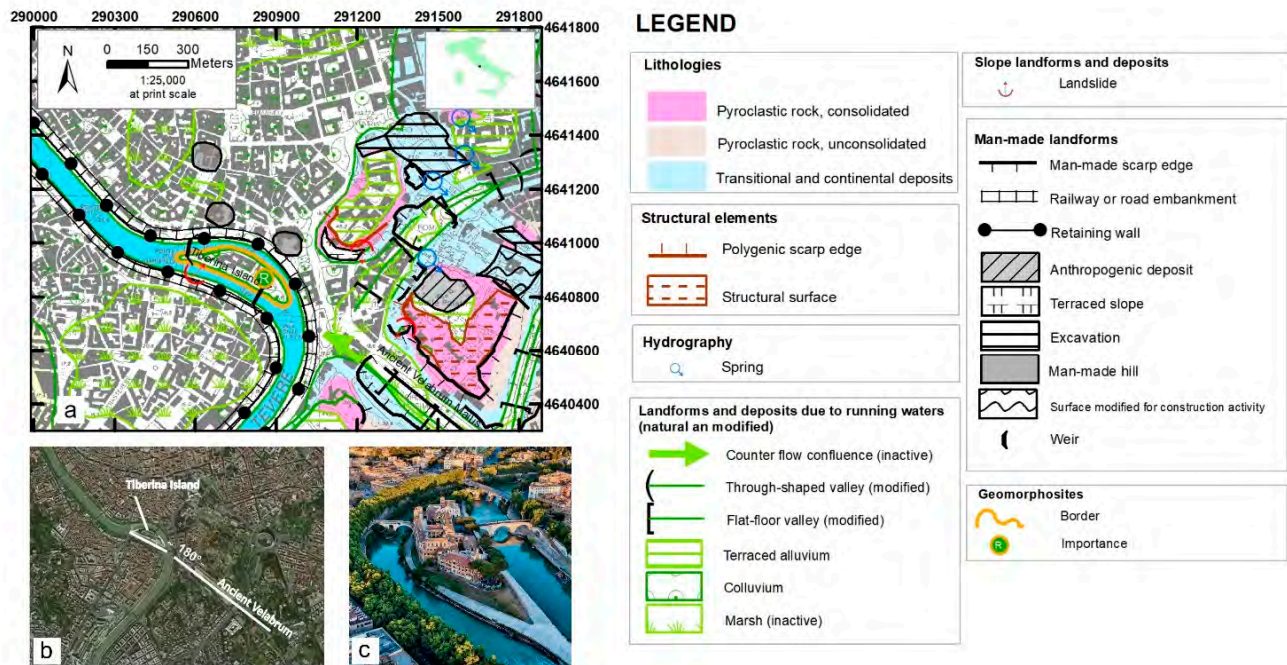 290000 290300 290600 290900 291200 291500 291800
N
0 150 300
Meters
1:25,000
at print scale
4641800
4641600
4641400
4641200
4641000
4640800
4640600
4640400
Tiberina Island
R
TEVERE
Ancient Velabrum
a
Tiberina Island
180°
Ancient Velabrum
b
c
LEGEND
Lithologies
Pyroclastic rock, consolidated
Pyroclastic rock, unconsolidated
Transitional and continental deposits
Structural elements
Polygenic scarp edge
Structural surface
Hydrography
Spring
Landforms and deposits due to running waters
(natural an modified)
Counter flow confluence (inactive)
Through-shaped valley (modified)
Flat-floor valley (modified)
Terraced alluvium
Colluvium
Marsh (inactive)
Slope landforms and deposits
Landslide
Man-made landforms
Man-made scarp edge
Railway or road embankment
Retaining wall
Anthropogenic deposit
Terraced slope
Excavation
Man-made hill
Surface modified for construction activity
Weir
Geomorphosites
Border
R
Importance